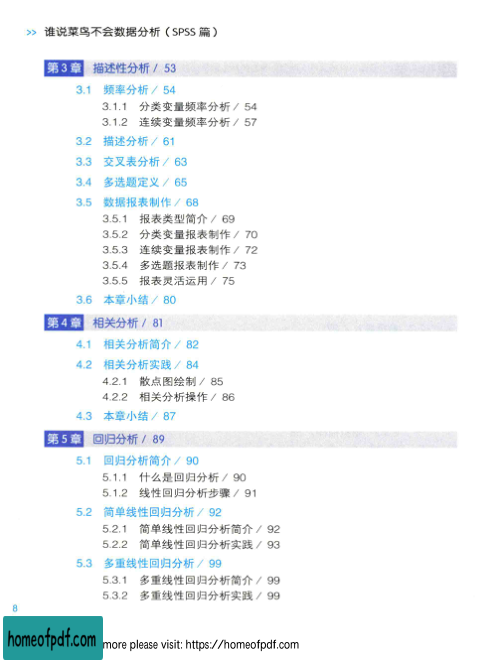 >> 谁说菜鸟不会数据分析（SPSS 篇）
第3章 描述性分析 / 53
3.1 频率分析 / 54
3.1.1 分类变量频率分析 / 54
3.1.2 连续变量频率分析 / 57
3.2 描述分析 / 61
3.3 交叉表分析 / 63
3.4 多选题定义 / 65
3.5 数据报表制作 / 68
3.5.1 报表类型简介 / 69
3.5.2 分类变量报表制作 / 70
3.5.3 连续变量报表制作 / 72
3.5.4 多选题报表制作 / 73
3.5.5 报表灵活运用 / 75
3.6 本章小结 / 80
第4章 相关分析 / 81
4.1 相关分析简介 / 82
4.2 相关分析实践 / 84
4.2.1 散点图绘制 / 85
4.2.2 相关分析操作 / 86
4.3 本章小结 / 87
第5章 回归分析 / 89
5.1 回归分析简介 / 90
5.1.1 什么是回归分析 / 90
5.1.2 线性回归分析步骤 / 91
5.2 简单线性回归分析 / 92
5.2.1 简单线性回归分析简介 / 92
5.2.2 简单线性回归分析实践 / 93
5.3 多重线性回归分析 / 99
5.3.1 多重线性回归分析简介 / 99
5.3.2 多重线性回归分析实践 / 99
8
homeofpdf.com
more please visit: https://homeofpdf.com